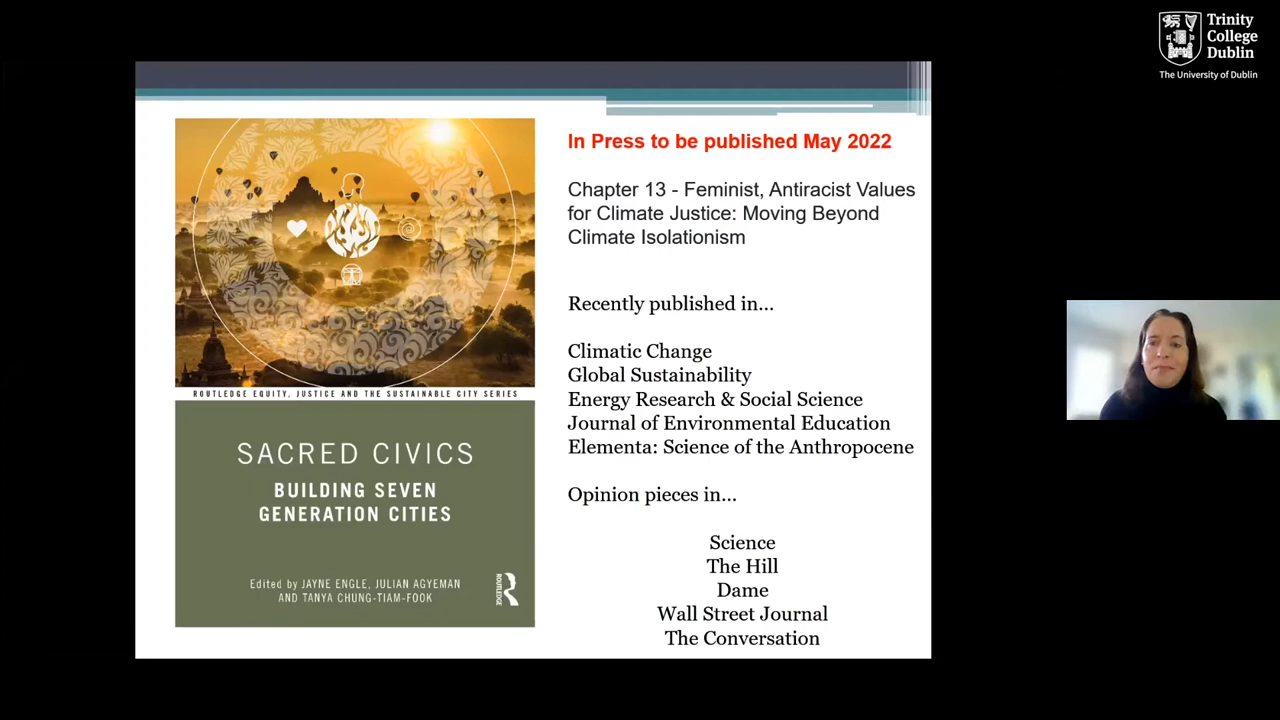 Trinity
College
Dublin
The University of Dublin
In Press to be published May 2022
Chapter 13 - Feminist, Antiracist Values
for Climate Justice: Moving Beyond
Climate Isolationism
Recently published in...
Climatic Change
Global Sustainability
Energy Research & Social Science
Journal of Environmental Education
Elementa: Science of the Anthropocene
Opinion pieces in...
Science
The Hill
Dame
Wall Street Journal
The Conversation
ROUTLEDGE EQUITY, JUSTICE AND THE SUSTAINABLE CITY SERIES
SACRED CIVICS
BUILDING SEVEN
GENERATION CITIES
Edited by JAYNE ENGLE, JULIAN AGYEMAN
AND TANYA CHUNG-TIAM-FOOK
ROUTLEDGE